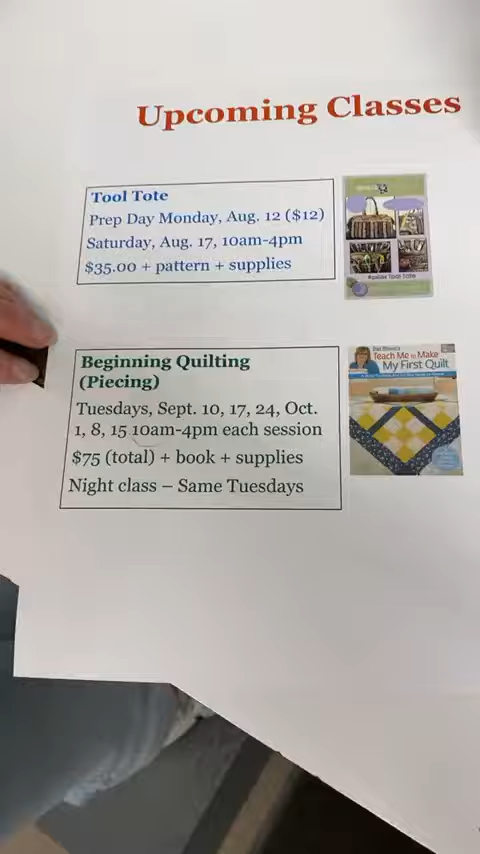 Upcoming Classes
Tool Tote
Prep Day Monday, Aug. 12 ($12)
Saturday, Aug. 17, 10am-4pm
$35.00 + pattern + supplies
Tool Tote
Beginning Quilting
(Piecing)
Tuesdays, Sept. 10, 17, 24, Oct.
1, 8, 15 10am-4pm each session
$75 (total) + book + supplies
Night class – Same Tuesdays
Teach Me to Make
My First Quilt